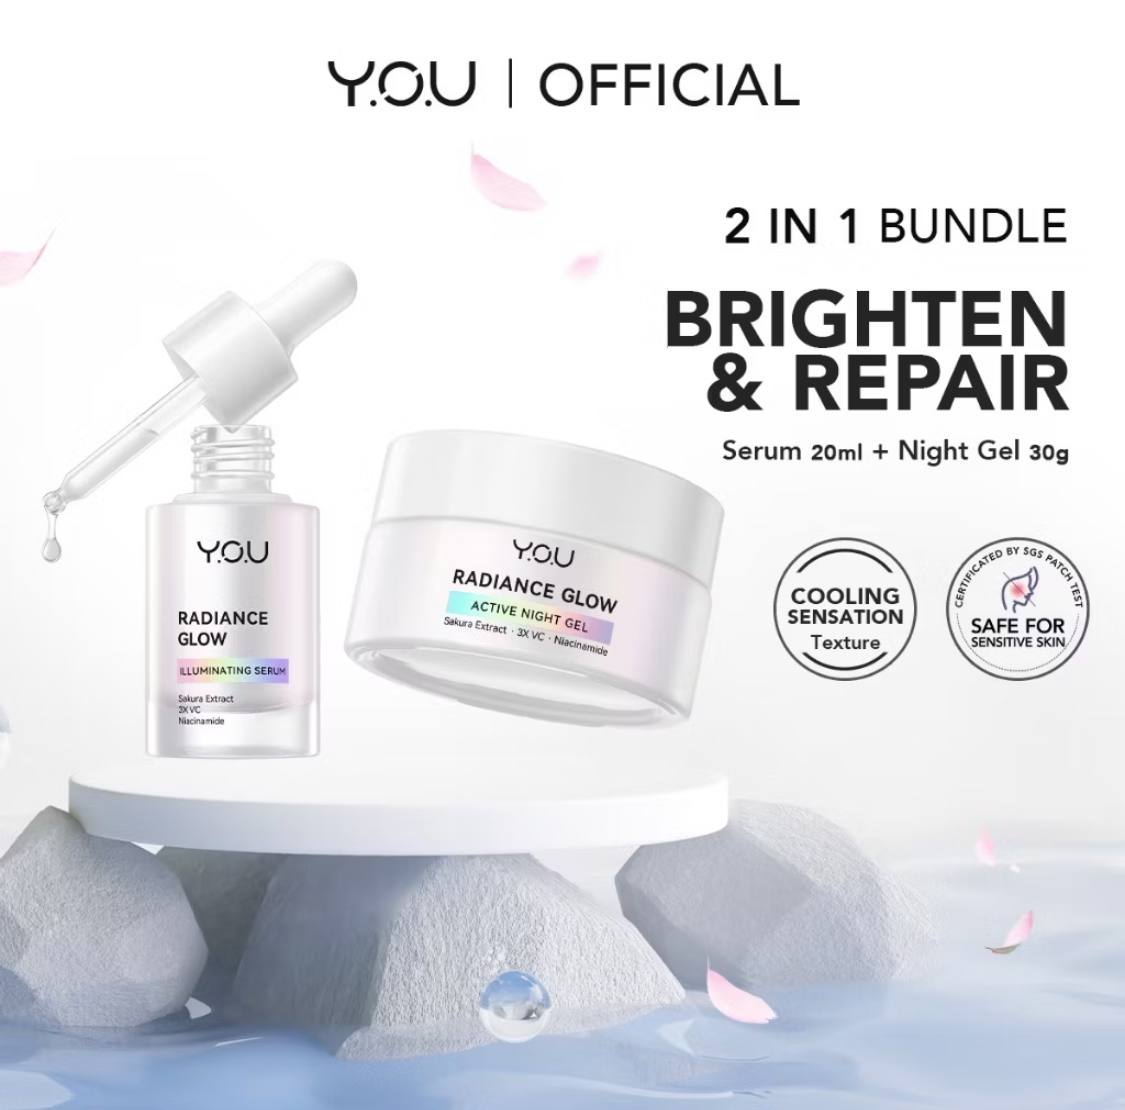 Y.O.U | OFFICIAL
2 IN 1 BUNDLE
BRIGHTEN
& REPAIR
Serum 20ml + Night Gel 30g
COOLING
SENSATION
Texture
CERTIFICATED BY SGS PATCH TEST
SAFE FOR
SENSITIVE SKIN
Y.O.U
RADIANCE
GLOW
ILLUMINATING SERUM
Sakura Extract
3X VC
Niacinamide
Y.O.U
RADIANCE GLOW
ACTIVE NIGHT GEL
Sakura Extract · 3X VC · Niacinamide